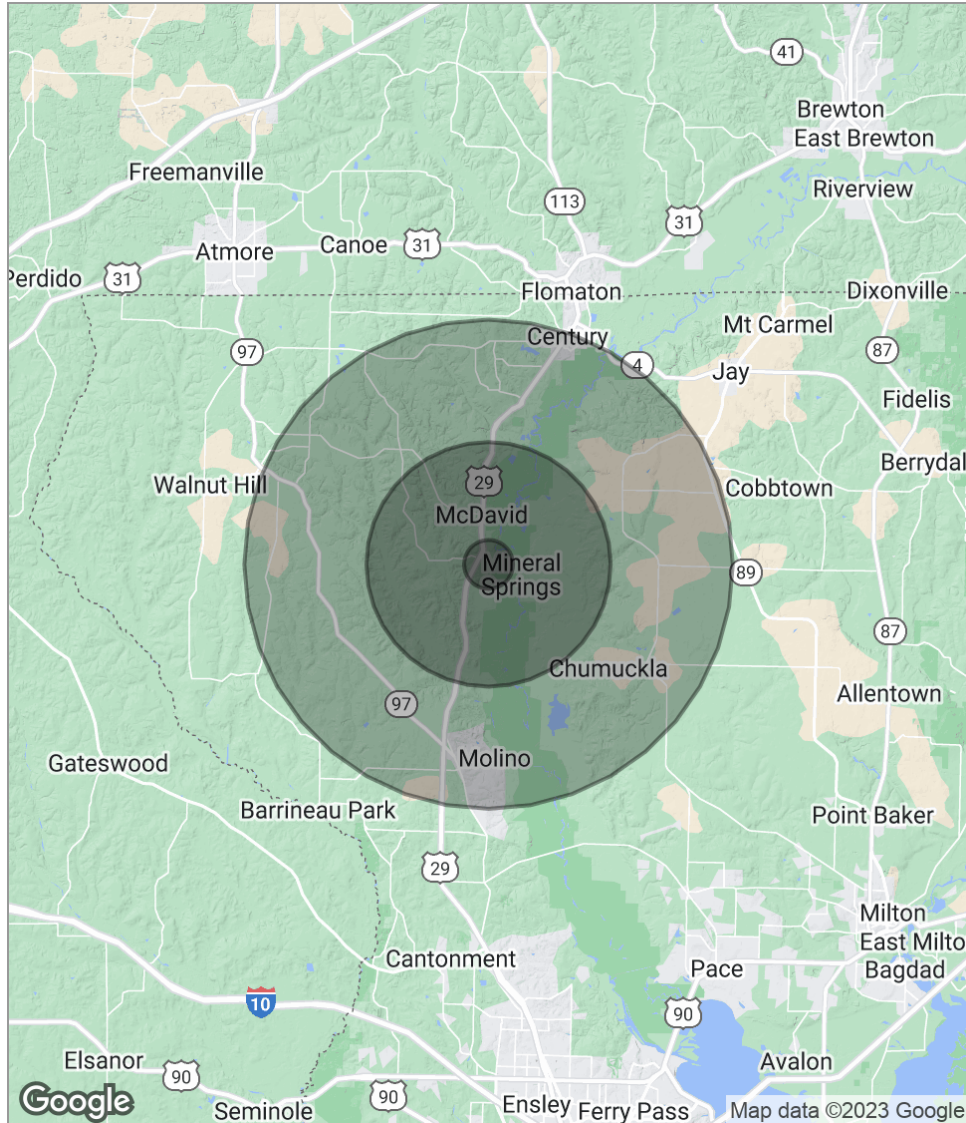 41
Brewton
East Brewton
Freemanville
Riverview
113
31
Atmore
Canoe
31
Perdido
31
Flomaton
Dixonville
Mt Carmel
Century
97
4
87
Jay
Fidelis
Berrydal
Walnut Hill
29
Cobbtown
McDavid
Mineral
Springs
89
87
Chumuckla
Allentown
97
Molino
Gateswood
Barrineau Park
Point Baker
29
Milton
East Milto
Cantonment
Pace
Bagdad
10
90
Elsanor
Avalon
90
90
Google
Seminole
Ensley
Ferry Pass
Map data ©2023 Google